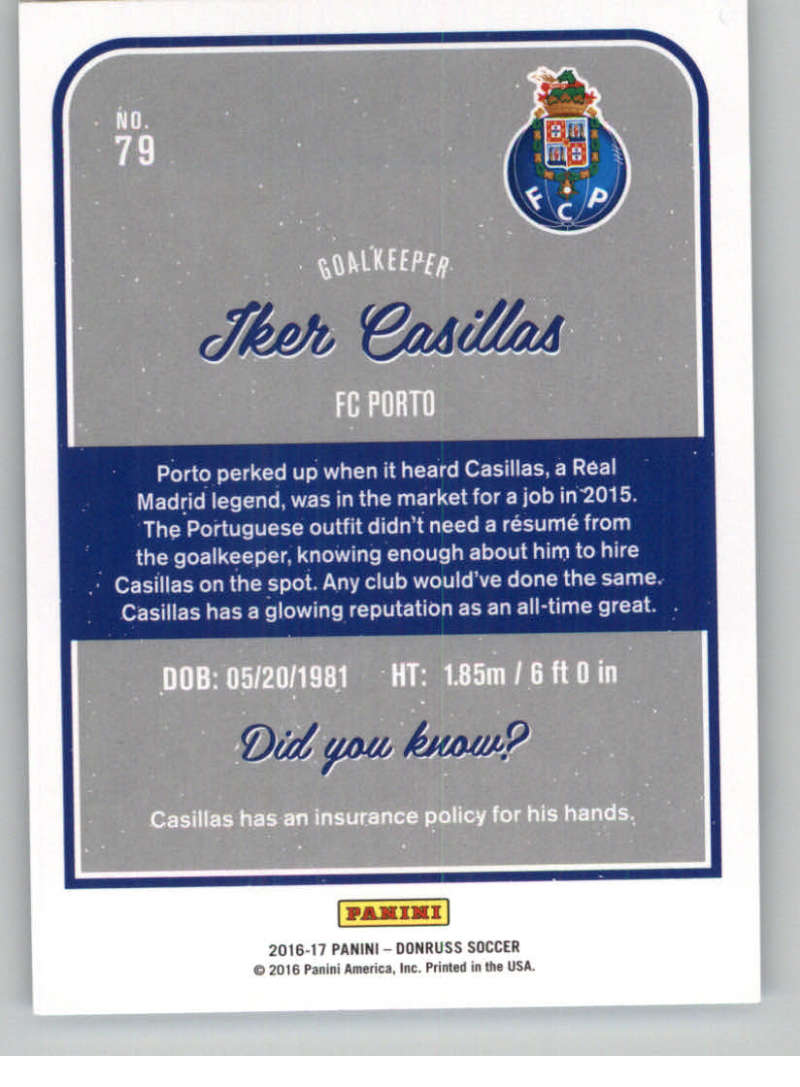 NO.
79
FCP
GOALKEEPER
Iker Casillas
FC PORTO
Porto perked up when it heard Casillas, a Real
Madrid legend, was in the market for a job in 2015.
The Portuguese outfit didn't need a résumé from
the goalkeeper, knowing enough about him to hire
Casillas on the spot. Any club would've done the same.
Casillas has a glowing reputation as an all-time great.
DOB: 05/20/1981 HT: 1.85m / 6 ft 0 in
Did you know?
Casillas has an insurance policy for his hands.
PANINI
2016-17 PANINI – DONRUSS SOCCER
© 2016 Panini America, Inc. Printed in the USA.